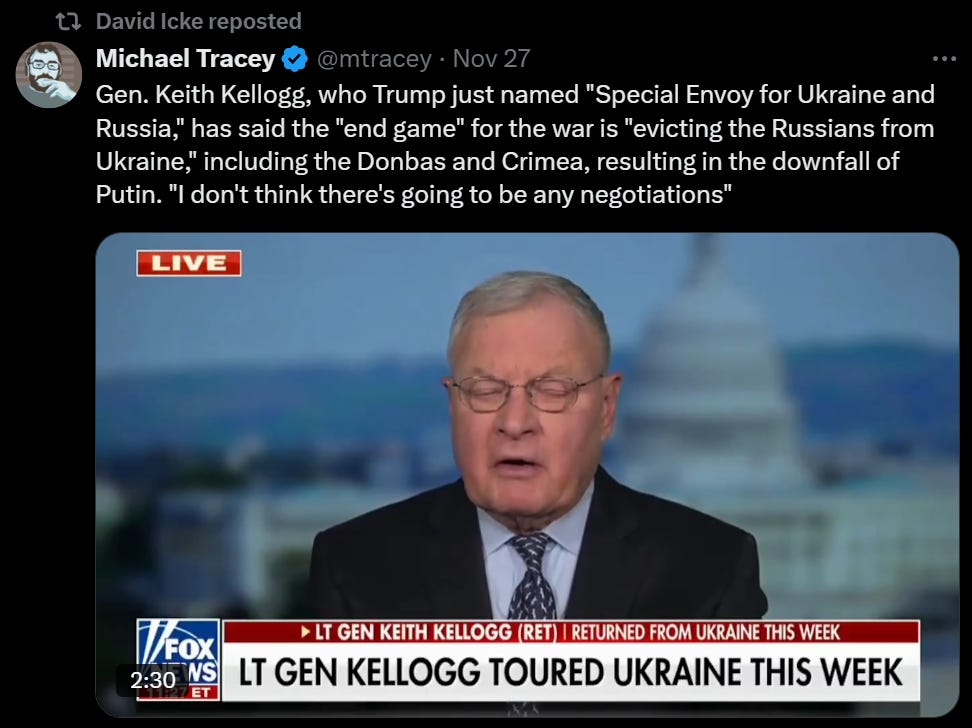 David Icke reposted
Michael Tracey @mtracey · Nov 27
Gen. Keith Kellogg, who Trump just named "Special Envoy for Ukraine and
Russia," has said the "end game" for the war is "evicting the Russians from
Ukraine," including the Donbas and Crimea, resulting in the downfall of
Putin. "I don't think there's going to be any negotiations"
LIVE
LT GEN KEITH KELLOGG (RET) | RETURNED FROM UKRAINE THIS WEEK
FOX
NEWS
LT GEN KELLOGG TOURED UKRAINE THIS WEEK
2:30
11:27 ET